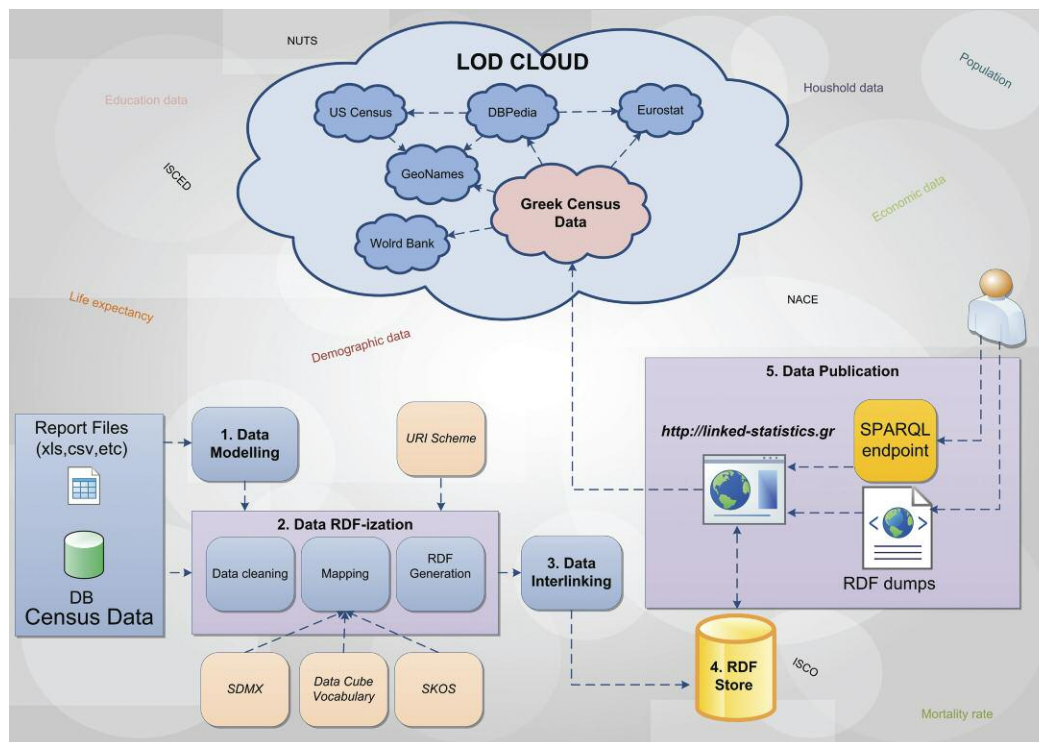 NUTS
LOD CLOUD
Population
Education data
US Census
DBPedia
Eurostat
Houshold data
ISCED
GeoNames
Greek Census
Data
Economic data
Wolrd Bank
Life expectancy
NACE
Demographic data
5. Data Publication
Report Files
(xls,csv,etc)
1. Data
Modelling
URI Scheme
http://linked-statistics.gr
SPARQL
endpoint
2. Data RDF-ization
Data cleaning
Mapping
RDF
Generation
3. Data
Interlinking
RDF dumps
DB
Census Data
SDMX
Data Cube
Vocabulary
SKOS
4. RDF
Store
ISCO
Mortality rate